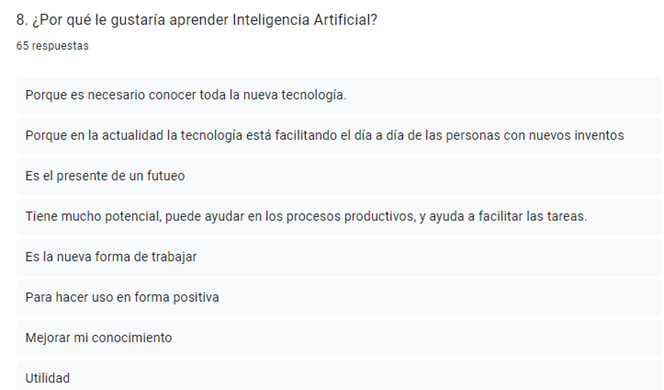 8. ¿Por qué le gustaría aprender Inteligencia Artificial?
65 respuestas
Porque es necesario conocer toda la nueva tecnología.
Porque en la actualidad la tecnología está facilitando el día a día de las personas con nuevos inventos
Es el presente de un futueo
Tiene mucho potencial, puede ayudar en los procesos productivos, y ayuda a facilitar las tareas.
Es la nueva forma de trabajar
Para hacer uso en forma positiva
Mejorar mi conocimiento
Utilidad